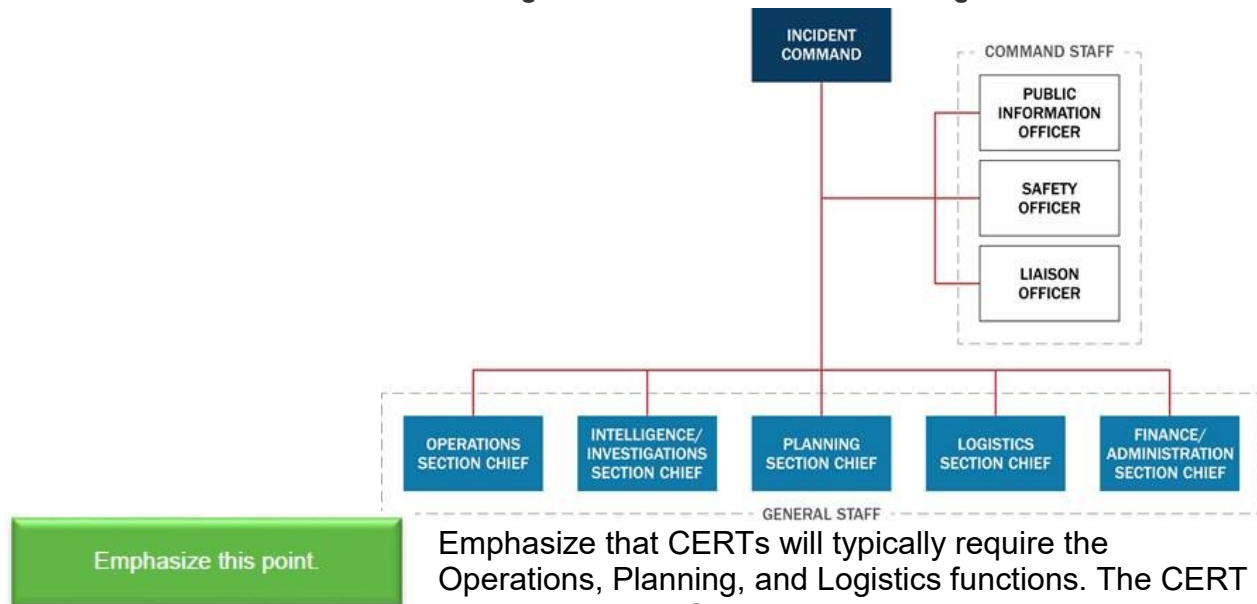 INCIDENT
COMMAND
COMMAND STAFF
PUBLIC
INFORMATION
OFFICER
SAFETY
OFFICER
LIAISON
OFFICER
OPERATIONS
SECTION CHIEF
INTELLIGENCE/
INVESTIGATIONS
SECTION CHIEF
PLANNING
SECTION CHIEF
LOGISTICS
SECTION CHIEF
FINANCE/
ADMINISTRATION
SECTION CHIEF
GENERAL STAFF
Emphasize this point.
Emphasize that CERTs will typically require the
Operations, Planning, and Logistics functions. The CERT